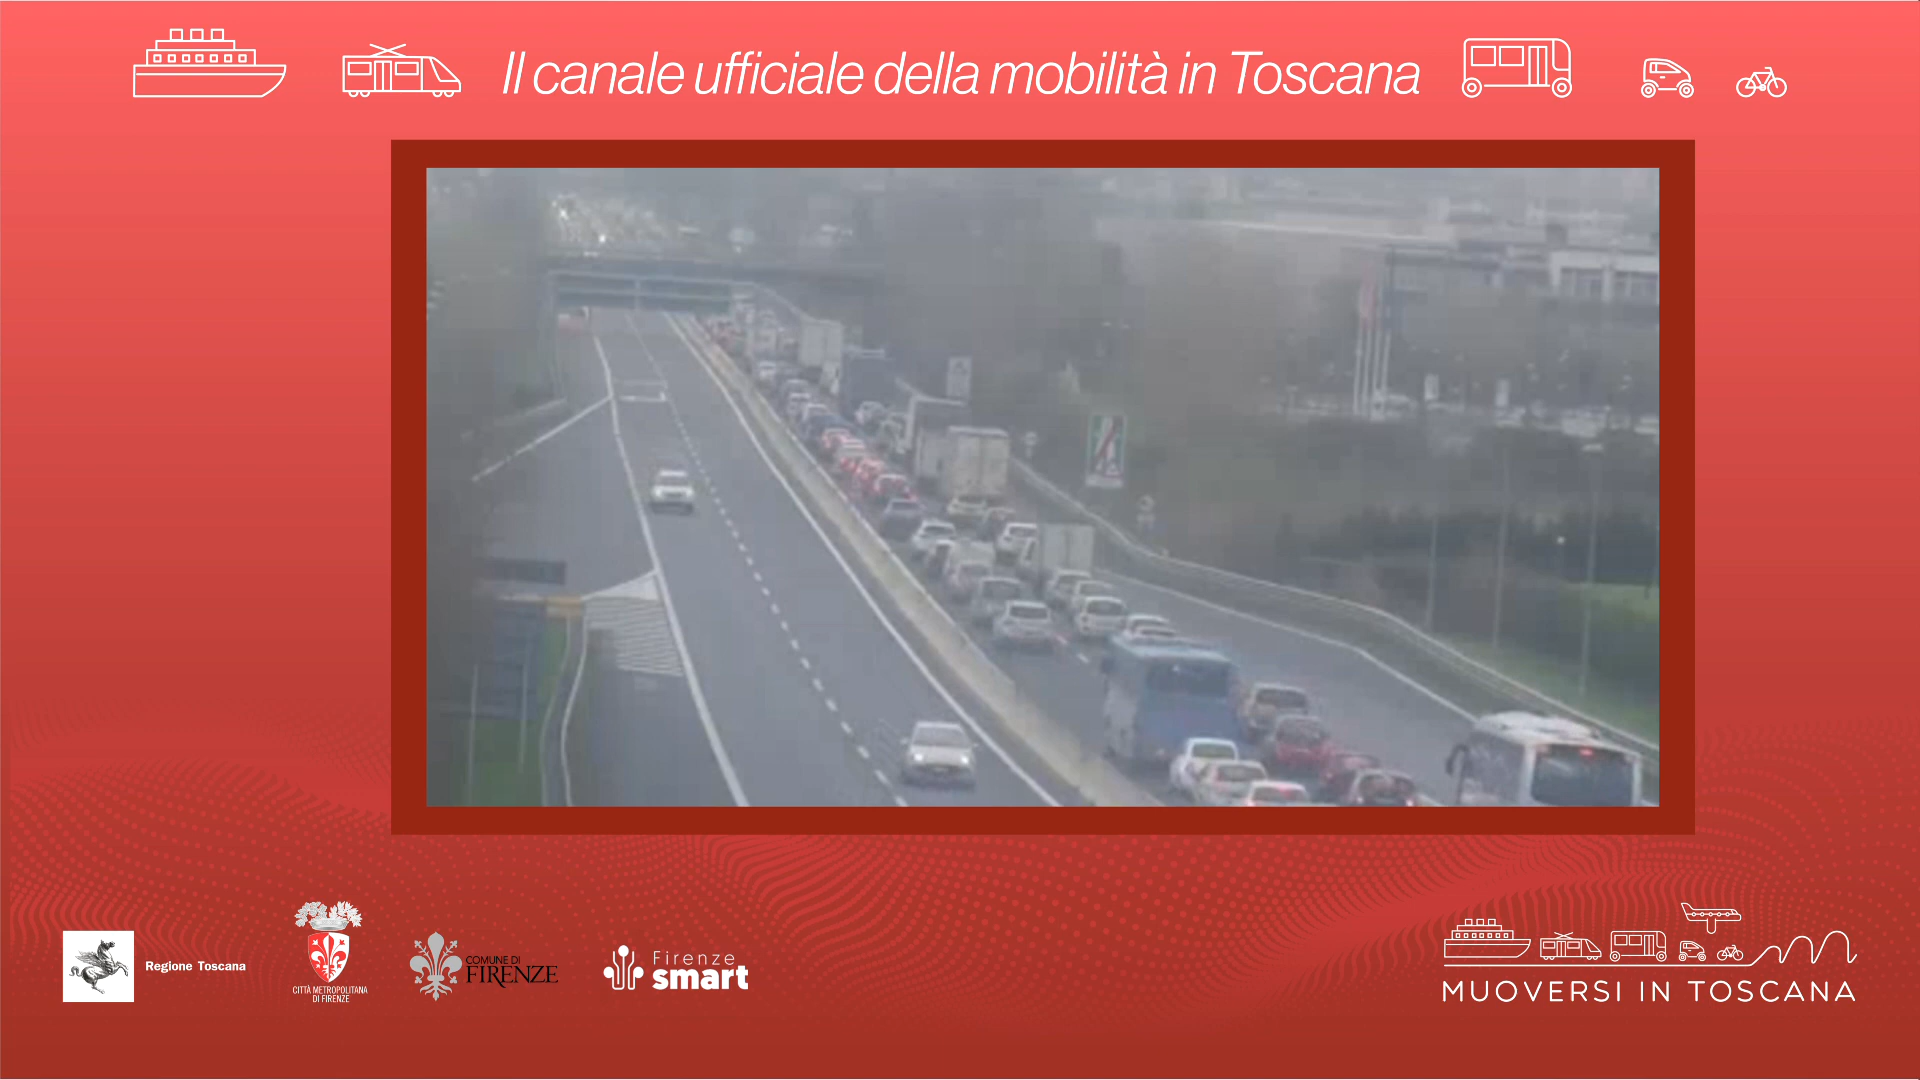 Il canale ufficiale della mobilità in Toscana
Regione Toscana
CITTÀ METROPOLITANA
DI FIRENZE
COMUNE DI
FIRENZE
Firenze
smart
MUOVERSI IN TOSCANA